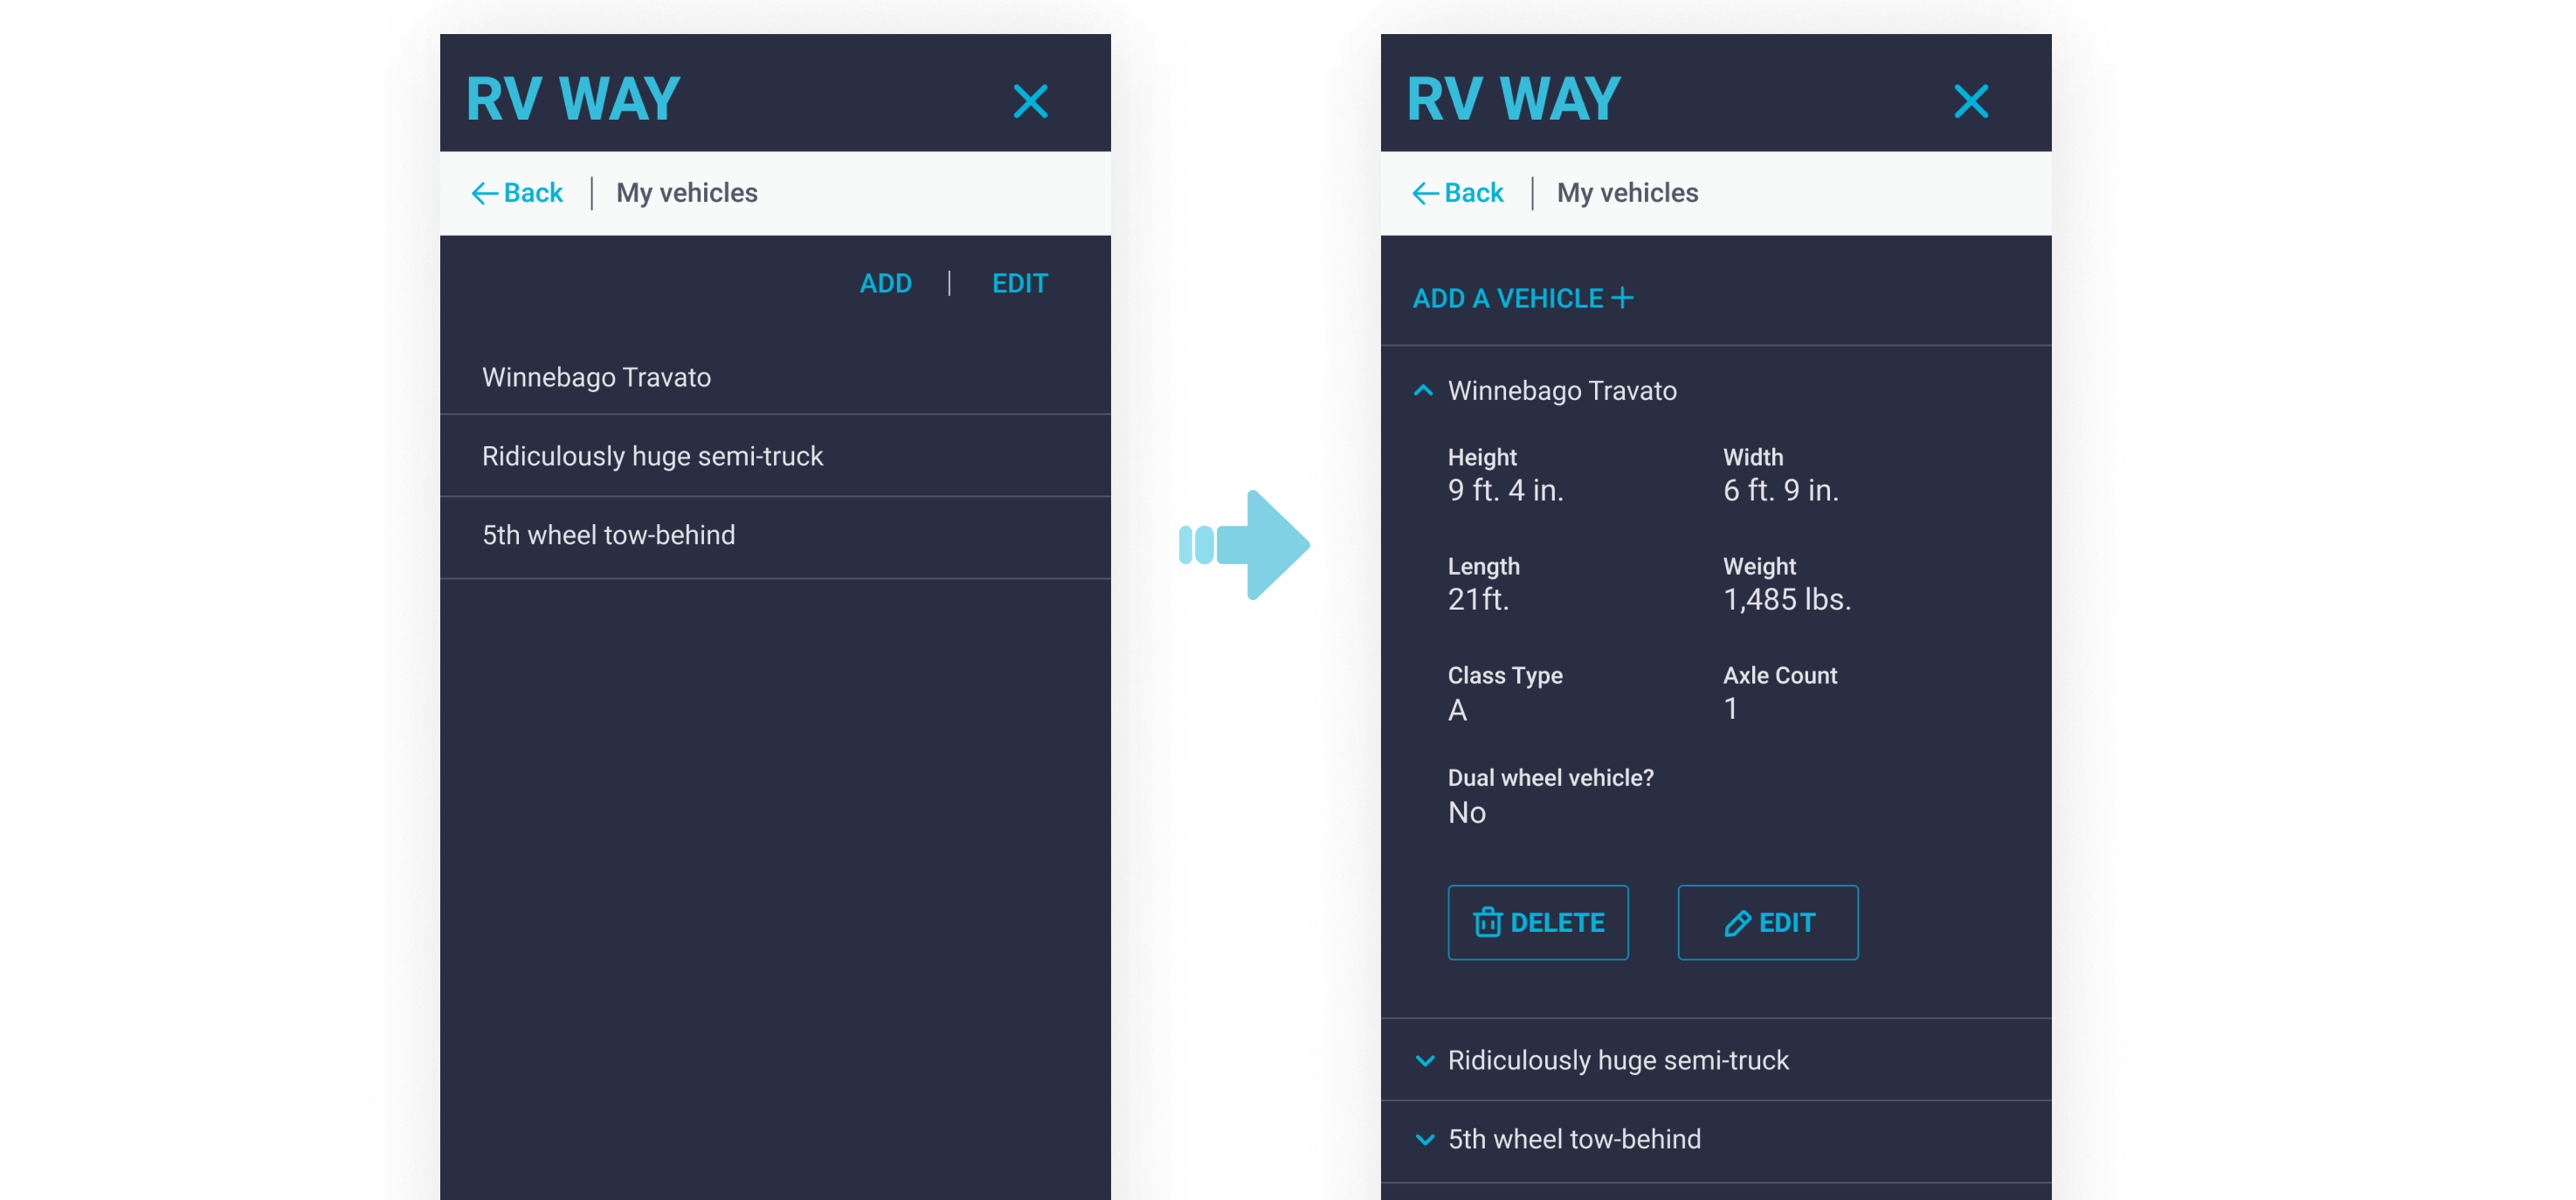 RV WAY
Back | My vehicles
ADD | EDIT
Winnebago Travato
Ridiculously huge semi-truck
5th wheel tow-behind
RV WAY
Back | My vehicles
ADD A VEHICLE +
Winnebago Travato
Height Width
9 ft. 4 in. 6 ft. 9 in.
Length Weight
21ft. 1,485 lbs.
Class Type Axle Count
A 1
Dual wheel vehicle?
No
DELETE EDIT
Ridiculously huge semi-truck
5th wheel tow-behind